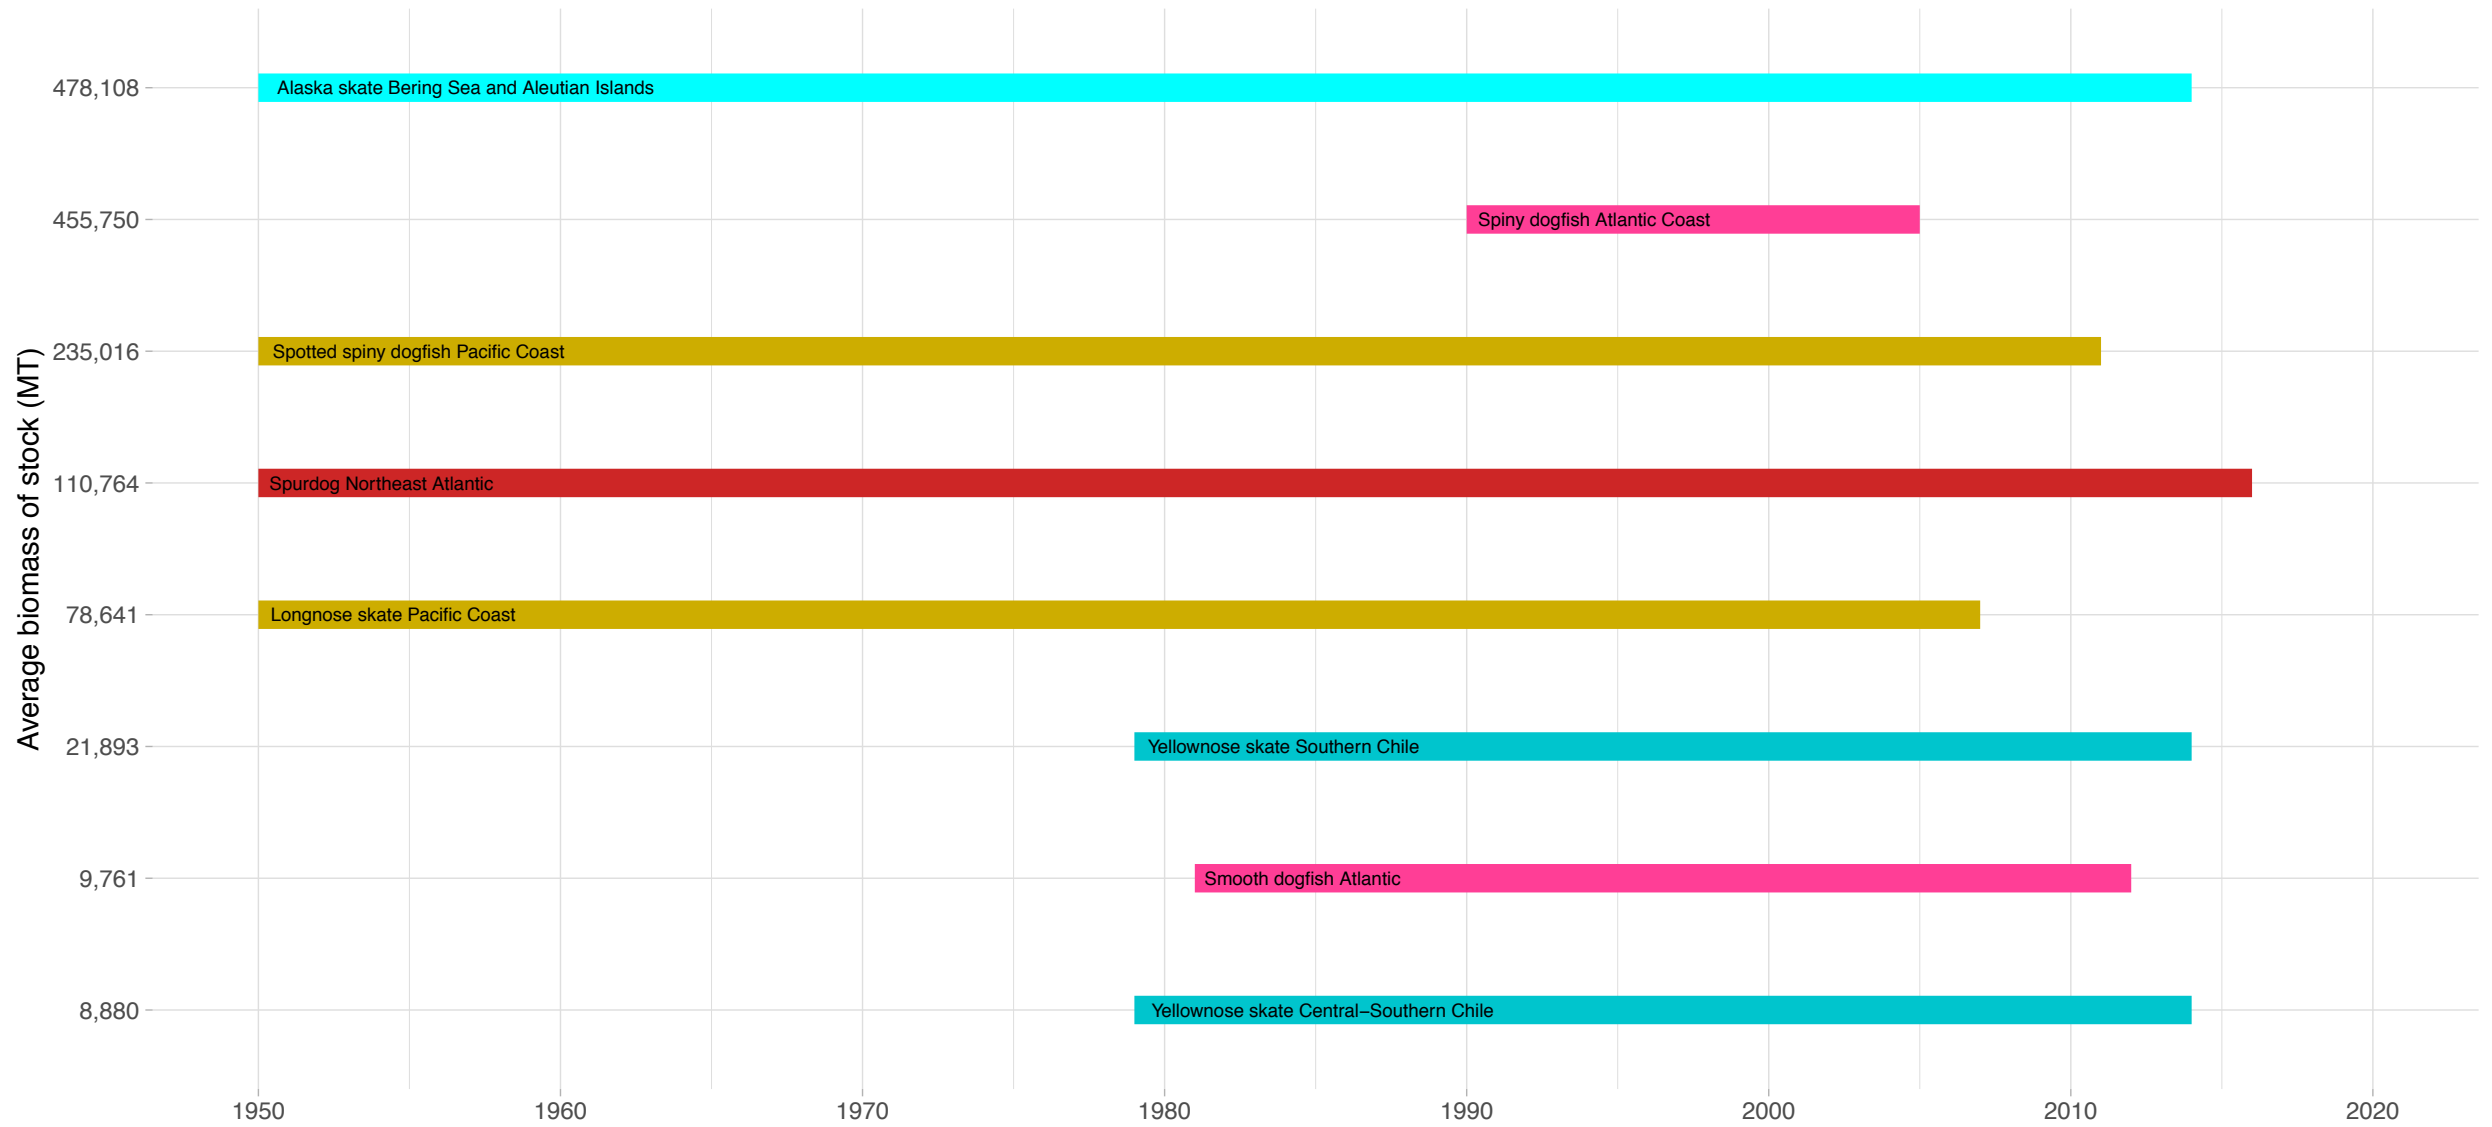 Average biomass of stock (MT)
478,108
Alaska skate Bering Sea and Aleutian Islands
455,750
Spiny dogfish Atlantic Coast
235,016
Spotted spiny dogfish Pacific Coast
110,764
Spurdog Northeast Atlantic
78,641
Longnose skate Pacific Coast
21,893
Yellownose skate Southern Chile
9,761
Smooth dogfish Atlantic
8,880
Yellownose skate Central−Southern Chile
1950 1960 1970 1980 1990 2000 2010 2020